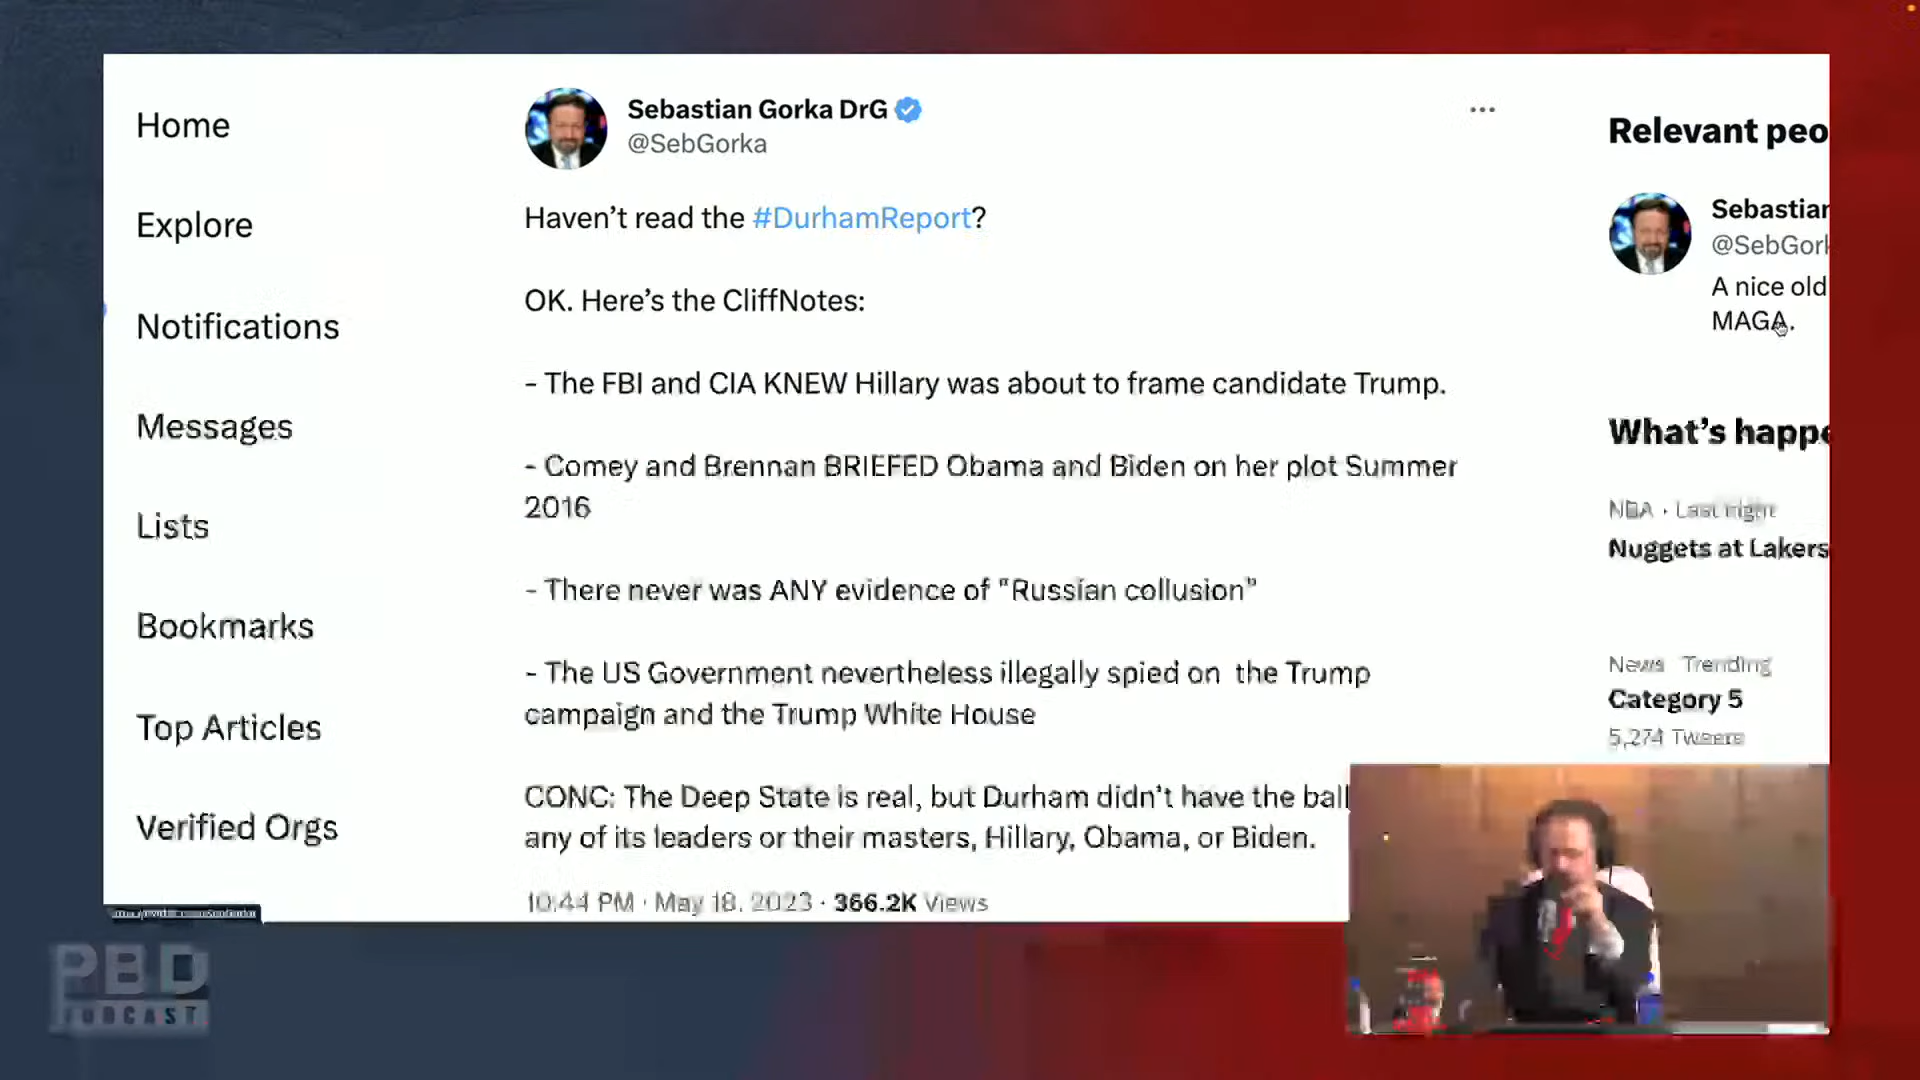 Home
Explore
Notifications
Messages
Lists
Bookmarks
Top Articles
Verified Orgs
Sebastian Gorka DrG
@SebGorka
Haven’t read the #DurhamReport?
OK. Here’s the CliffNotes:
- The FBI and CIA KNEW Hillary was about to frame candidate Trump.
- Comey and Brennan BRIEFED Obama and Biden on her plot Summer
2016
- There never was ANY evidence of “Russian collusion”
- The US Government nevertheless illegally spied on the Trump
campaign and the Trump White House
CONC: The Deep State is real, but Durham didn’t have the ball
any of its leaders or their masters, Hillary, Obama, or Biden.
10:44 PM · May 18, 2023 · 366.2K Views
Relevant peo
Sebastian
@SebGork
A nice old
MAGA.
What’s happe
NBA · Last night
Nuggets at Lakers
News Trending
Category 5
5,274 Tweets
PBD
PODCAST